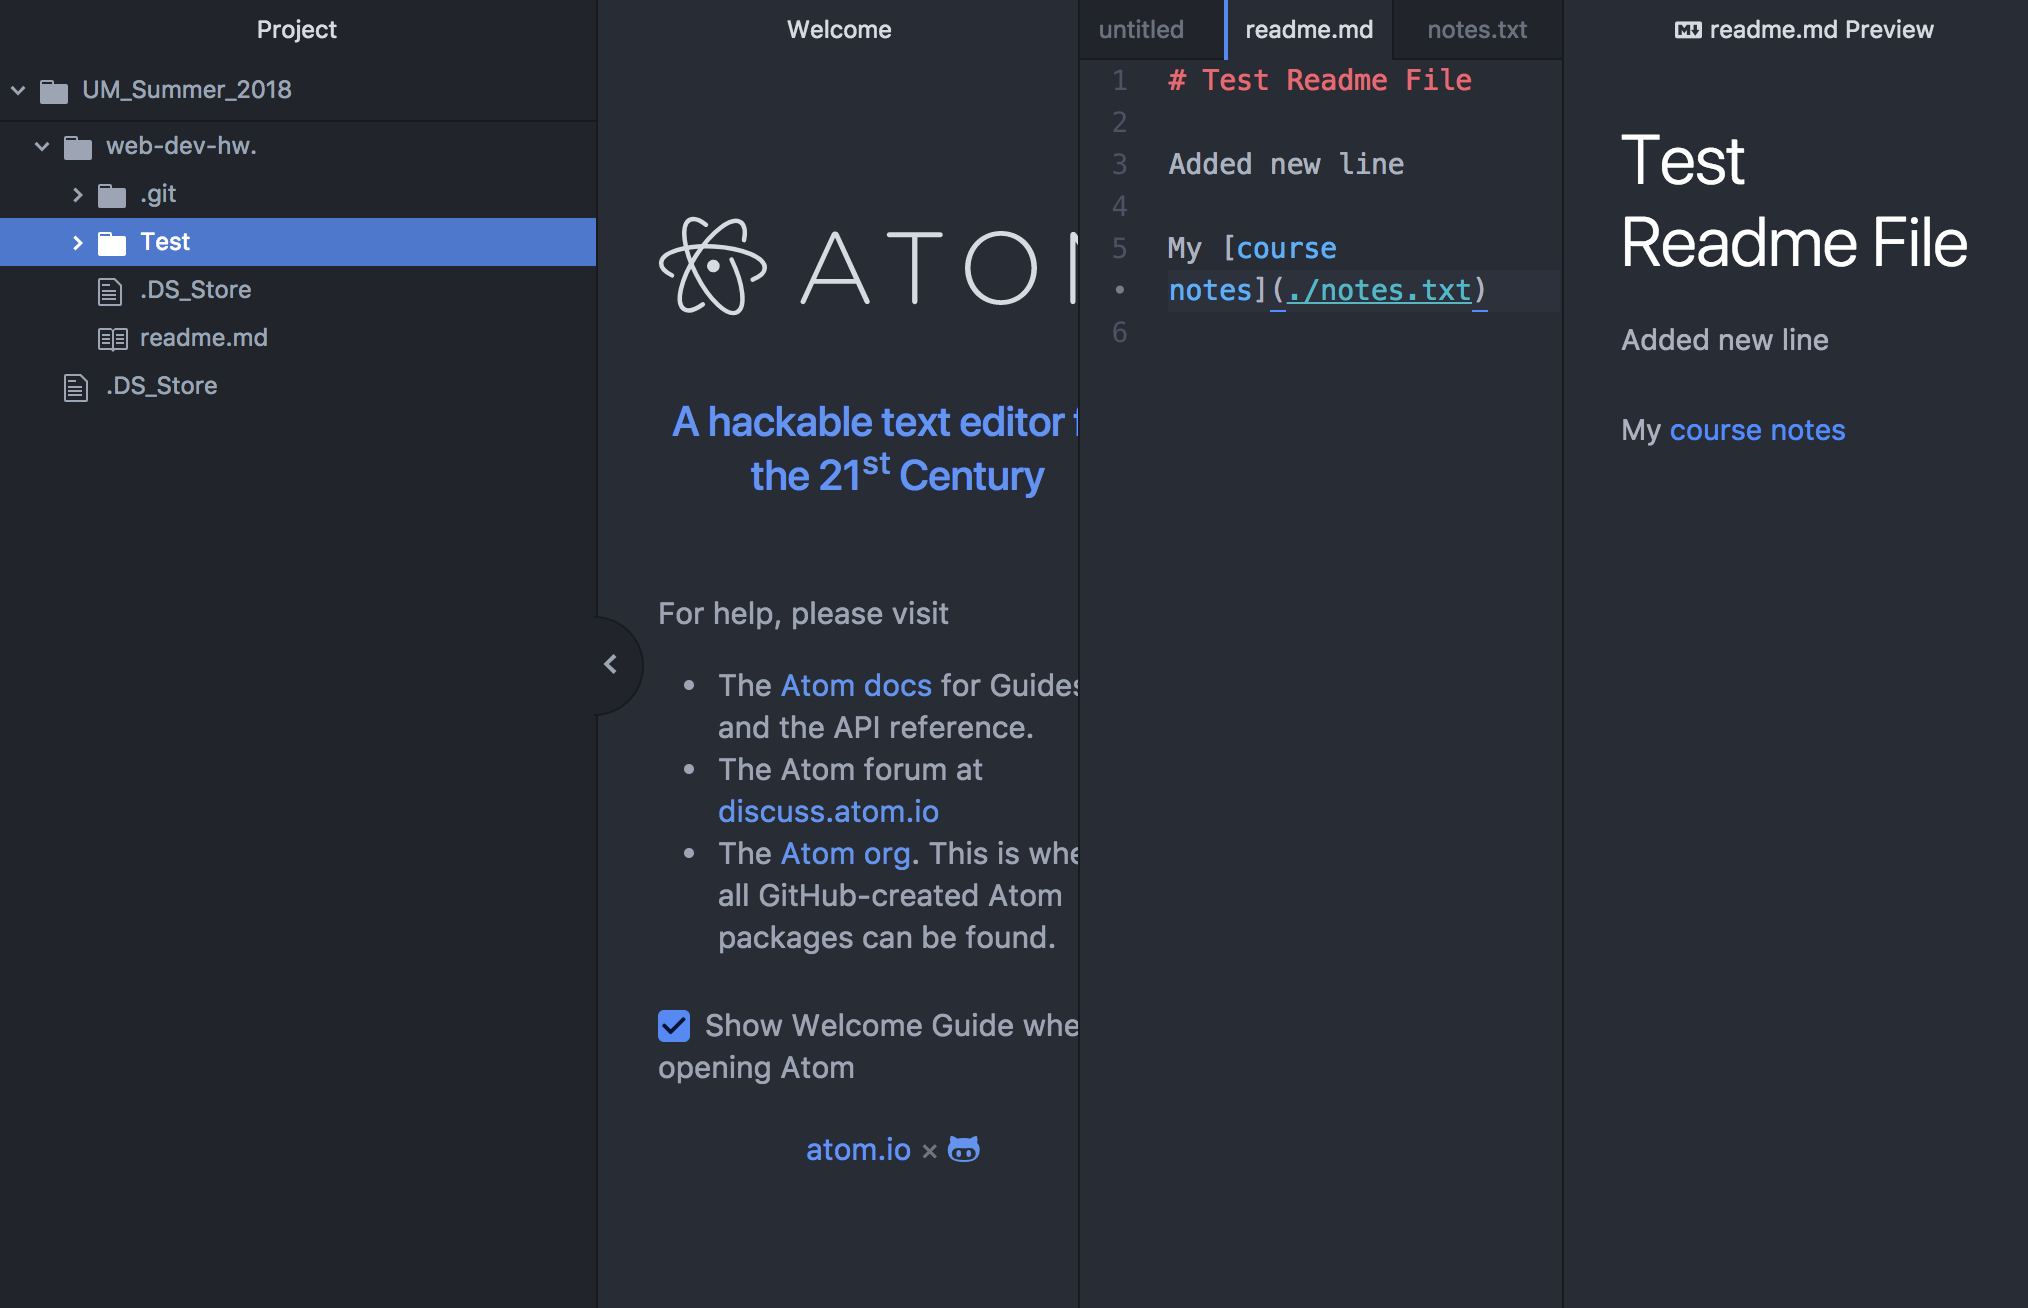 Project
UM_Summer_2018
web-dev-hw.
.git
Test
.DS_Store
readme.md
.DS_Store
Welcome
ATOM
A hackable text editor f
the 21st Century
For help, please visit
• The Atom docs for Guides
and the API reference.
• The Atom forum at
discuss.atom.io
• The Atom org. This is whe
all GitHub-created Atom
packages can be found.
Show Welcome Guide whe
opening Atom
atom.io ×
untitled readme.md notes.txt
1 # Test Readme File
2
3 Added new line
4
5 My [course
• notes](./notes.txt)
6
readme.md Preview
Test
Readme File
Added new line
My course notes